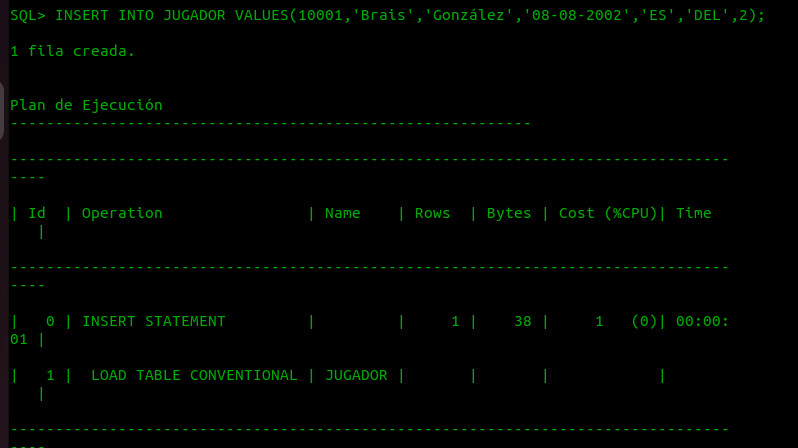 SQL> INSERT INTO JUGADOR VALUES(10001,'Brais','González','08-08-2002','ES','DEL',2);
1 fila creada.
Plan de Ejecución
----------------------------------------------------------
--------------------------------------------------------------------------------
----
| Id  | Operation                | Name    | Rows  | Bytes | Cost (%CPU)| Time
   |
--------------------------------------------------------------------------------
----
|   0 | INSERT STATEMENT         |         |     1 |    38 |     1   (0)| 00:00:
01 |
|   1 |  LOAD TABLE CONVENTIONAL | JUGADOR |       |       |            |
   |
--------------------------------------------------------------------------------
----